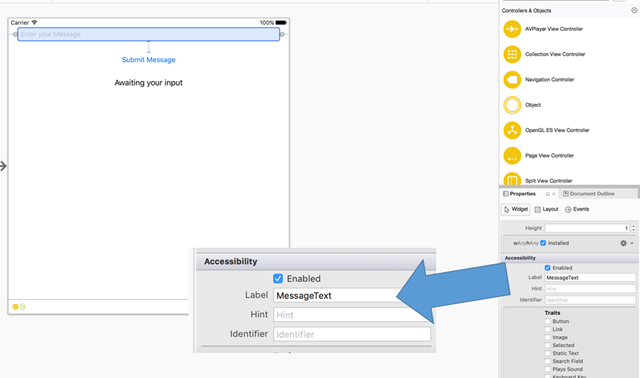 Carrier
100%
Enter your Message
Submit Message
Awaiting your input
Controllers & Objects
AVPlayer View Controller
Collection View Controller
Navigation Controller
Object
OpenGL ES View Controller
Page View Controller
Split View Controller
Properties
Document Outline
Widget
Layout
Events
Height
1
wAnyhAny
Installed
Accessibility
Enabled
Label
MessageText
Hint
Hint
Identifier
Identifier
Traits
Button
Link
Image
Selected
Static Text
Search Field
Plays Sound
Keyboard Key
Accessibility
Enabled
Label
MessageText
Hint
Hint
Identifier
Identifier